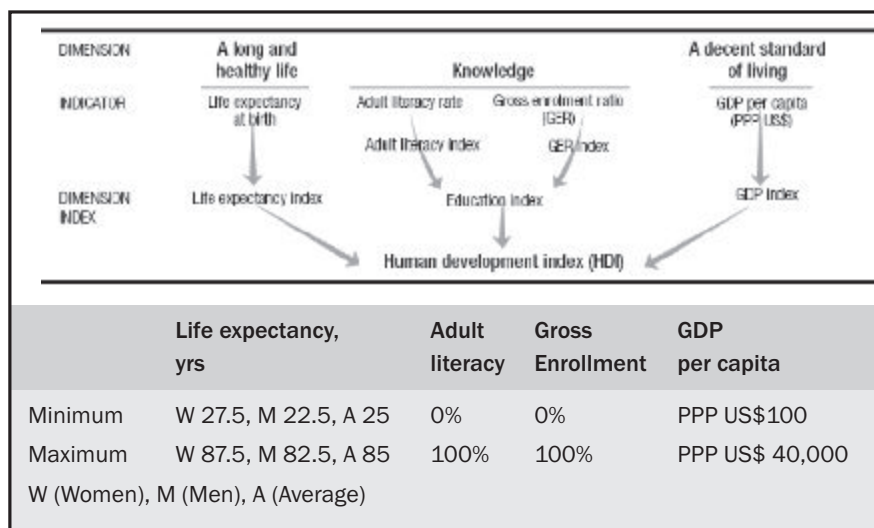 DIMENSION A long and healthy life Knowledge A decent standard of living
INDICATOR Life expectancy at birth Adult literacy rate Gross enrolment ratio (GER) GDP per capita (PPP US$)
Adult literacy index GER index
DIMENSION INDEX Life expectancy index Education index GDP index
Human development index (HDI)
Life expectancy, yrs Adult literacy Gross Enrollment GDP per capita
Minimum W 27.5, M 22.5, A 25 0% 0% PPP US$100
Maximum W 87.5, M 82.5, A 85 100% 100% PPP US$ 40,000
W (Women), M (Men), A (Average)